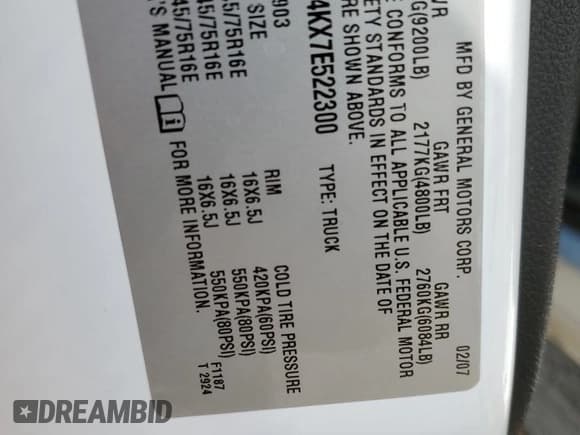 MFD BY GENERAL MOTORS CORP. 02/07
VR GAWR FRT GAWR RR
G(9200LB) 2177KG(4800LB) 2760KG(6084LB)
E CONFORMS TO ALL APPLICABLE U.S. FEDERAL MOTOR
ETY STANDARDS IN EFFECT ON THE DATE OF
RE SHOWN ABOVE.
4KX7E522300 TYPE: TRUCK
903
SIZE RIM COLD TIRE PRESSURE
5/75R16E 16X6.5J 420KPA(60PSI)
45/75R16E 16X6.5J 550KPA(80PSI)
45/75R16E 16X6.5J 550KPA(80PSI)
'S MANUAL FOR MORE INFORMATION.
F1187
T 2924
DREAMBID